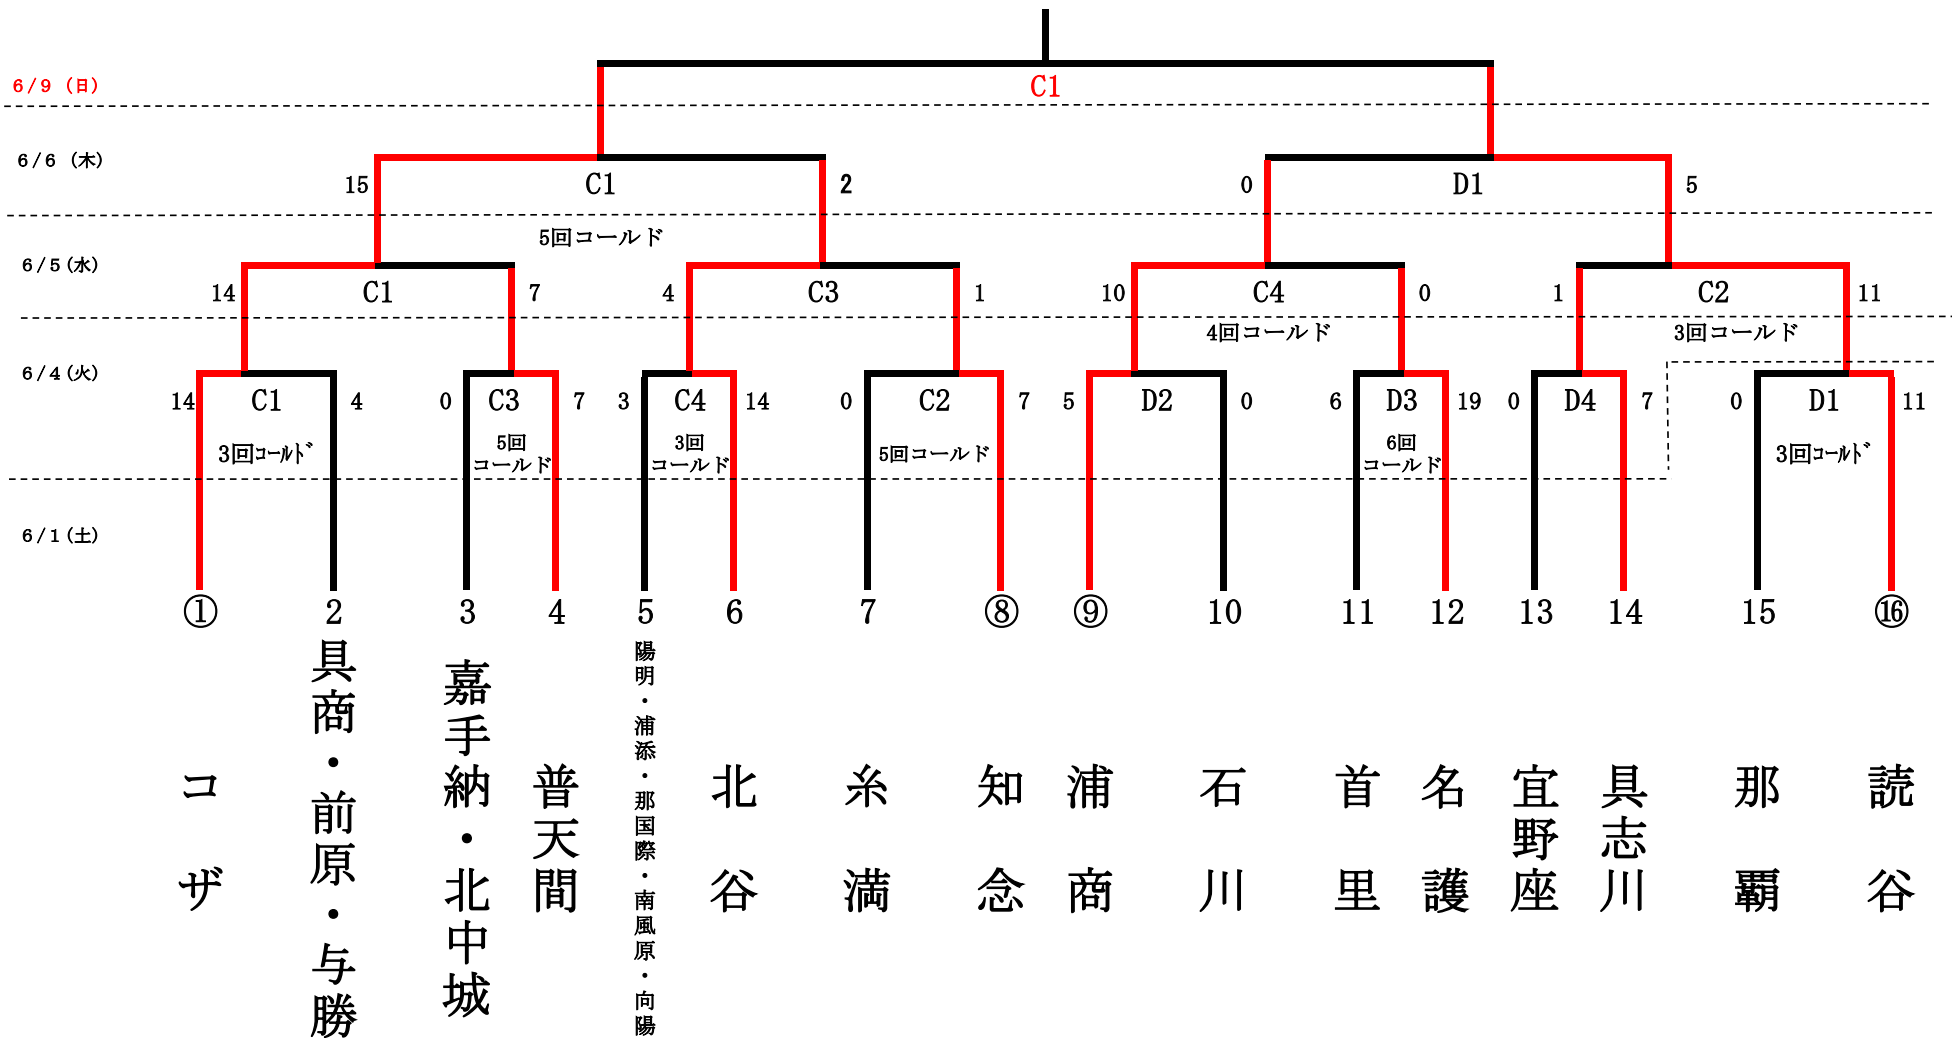 6/9 (日)
C1
6/6 (木)
15 C1 2 0 D1 5
5回コールド
6/5(水)
14 C1 7 4 C3 1 10 C4 0 1 C2 11
4回コールド 3回コールド
6/4(火)
14 C1 4 0 C3 7 3 C4 14 0 C2 7 5 D2 0 6 D3 19 0 D4 7 0 D1 11
3回コールド 5回 3回 5回コールド 6回 3回コールド
コールド コールド コールド
6/1(土)
① 2 3 4 5 6 7 ⑧ ⑨ 10 11 12 13 14 15 ⑯
コザ
具商・前原・与勝
嘉手納・北中城
普天間
陽明・浦添・那国際・南風原・向陽
北谷
糸満
知念
浦商
石川
首里
名護
宜野座
具志川
那覇
読谷